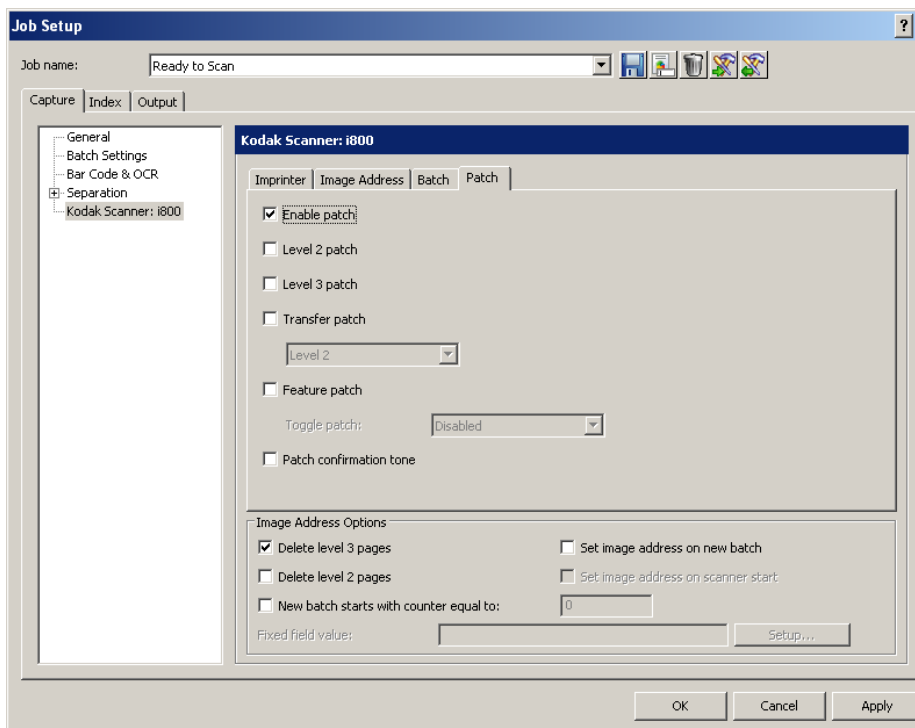 Job Setup
?
Job name: Ready to Scan
Capture Index Output
General
Batch Settings
Bar Code & OCR
Separation
Kodak Scanner: i800
Kodak Scanner: i800
Imprinter Image Address Batch Patch
Enable patch
Level 2 patch
Level 3 patch
Transfer patch
Level 2
Feature patch
Toggle patch: Disabled
Patch confirmation tone
Image Address Options
Delete level 3 pages Set image address on new batch
Delete level 2 pages Set image address on scanner start
New batch starts with counter equal to: 0
Fixed field value: Setup...
OK Cancel Apply